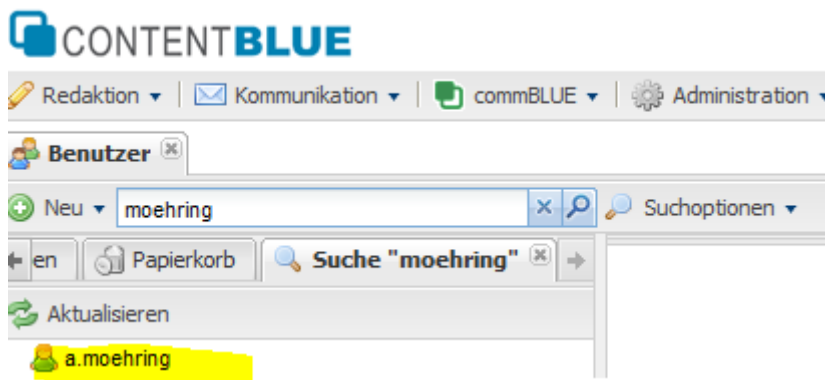 CONTENTBLUE
Redaktion Kommunikation commBLUE Administration
Benutzer
Neu moehring Suchoptionen
en Papierkorb Suche "moehring"
Aktualisieren
a.moehring